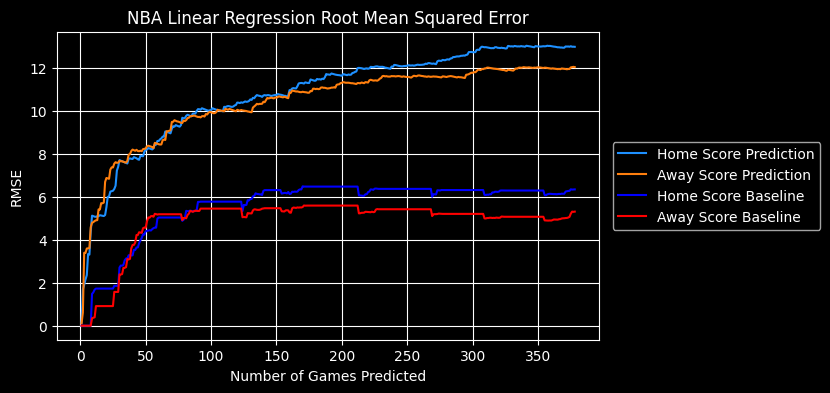 NBA Linear Regression Root Mean Squared Error
RMSE
12
10
8
6
4
2
0
0 50 100 150 200 250 300 350
Number of Games Predicted
Home Score Prediction
Away Score Prediction
Home Score Baseline
Away Score Baseline